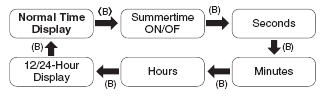 Normal Time
Display
(B)
Summertime
ON/OF
(B)
Seconds
(B)
Minutes
(B)
Hours
(B)
12/24-Hour
Display
(B)